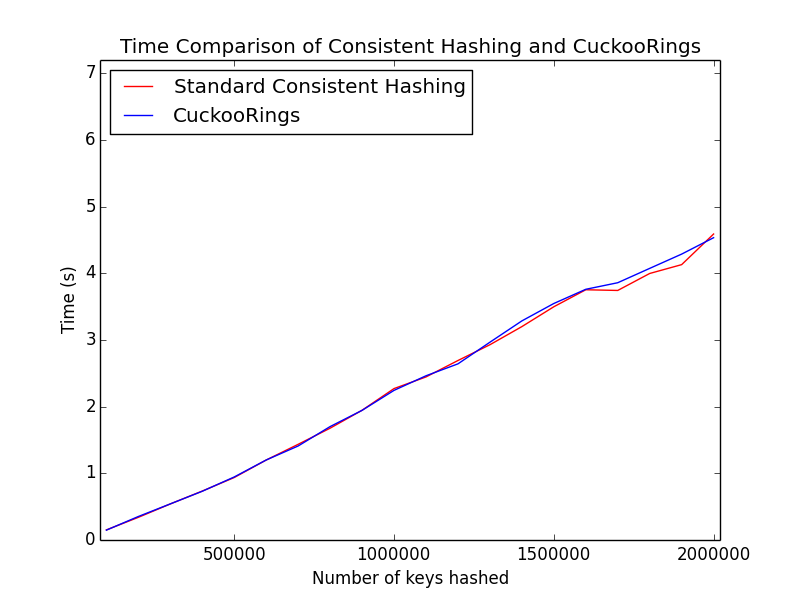 Time Comparison of Consistent Hashing and CuckooRings
Standard Consistent Hashing
CuckooRings
7
6
5
4
3
2
1
0
Time (s)
500000 1000000 1500000 2000000
Number of keys hashed